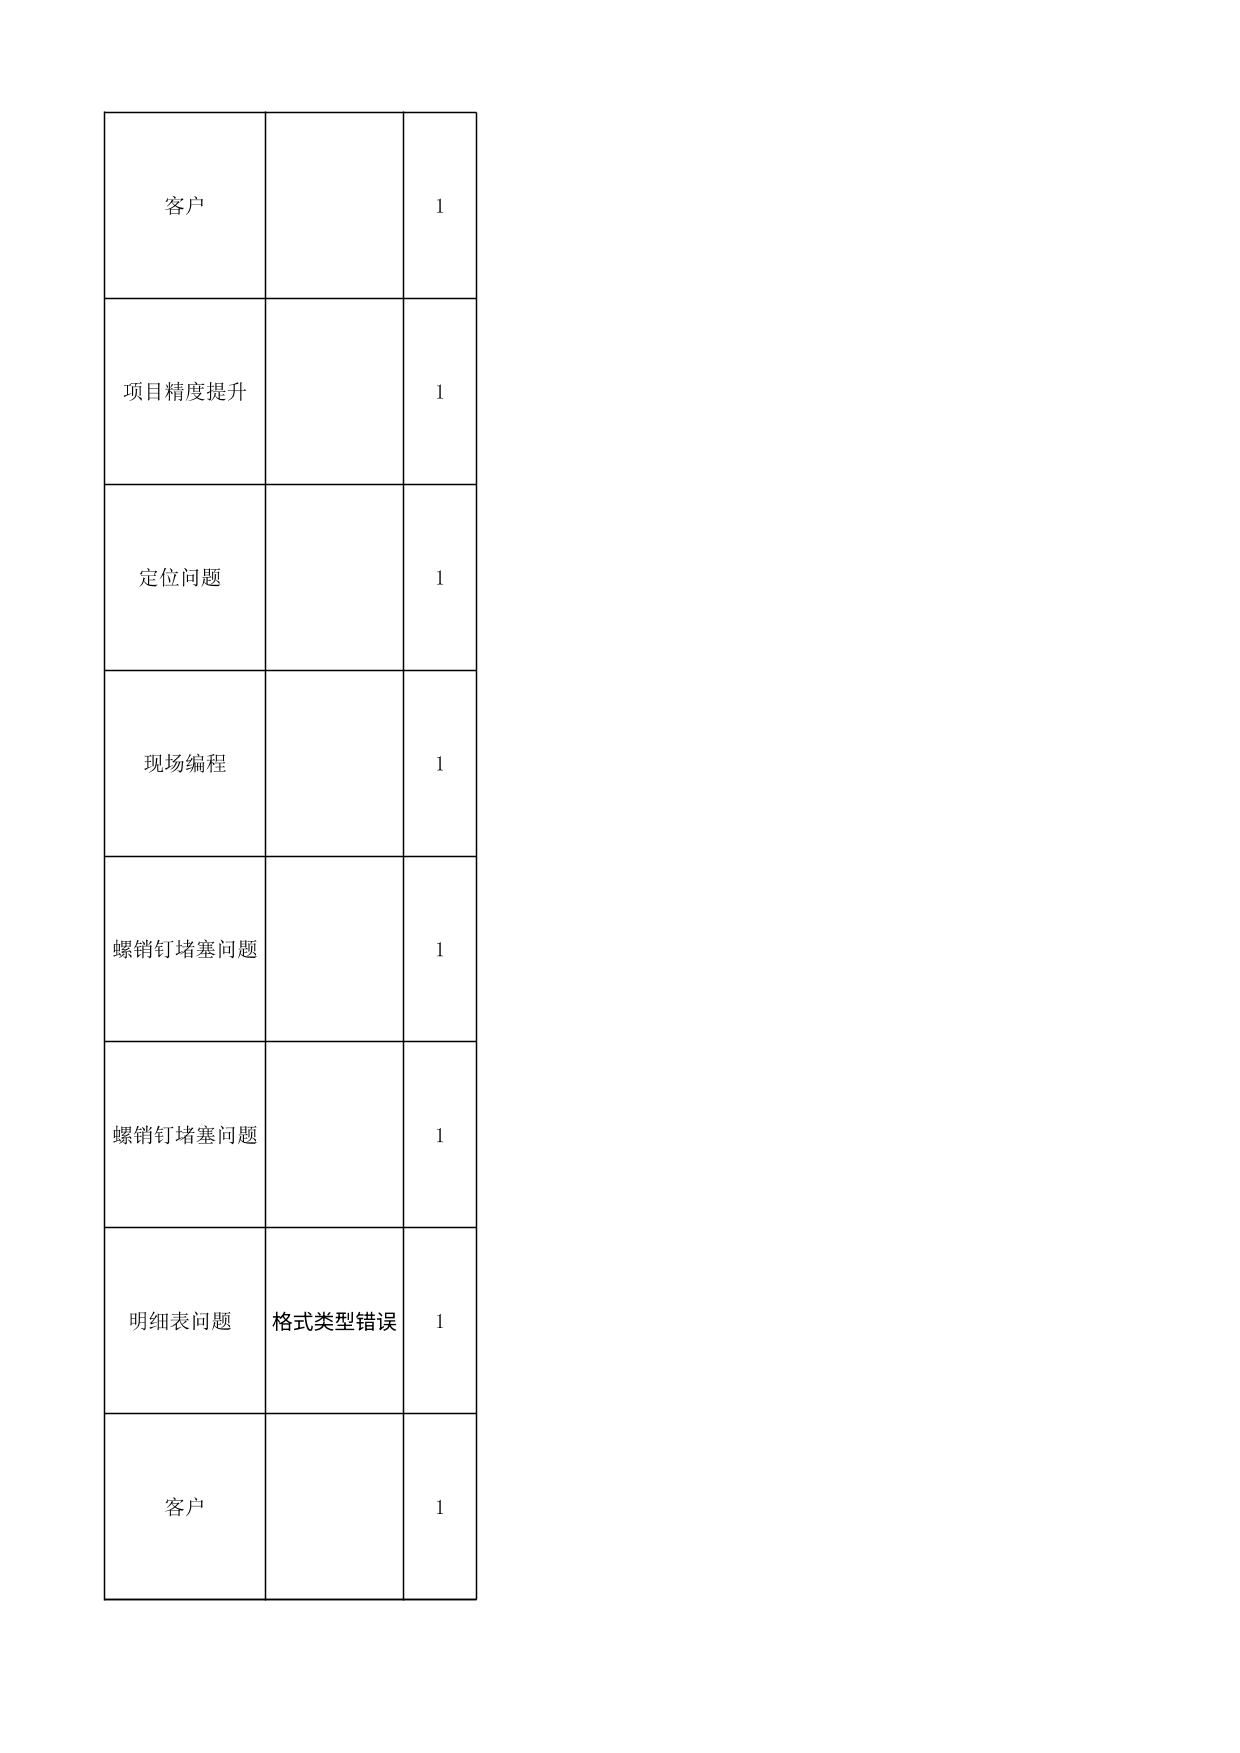 客户 1
项目精度提升 1
定位问题 1
现场编程 1
螺销钉堵塞问题 1
螺销钉堵塞问题 1
明细表问题 格式类型错误 1
客户 1